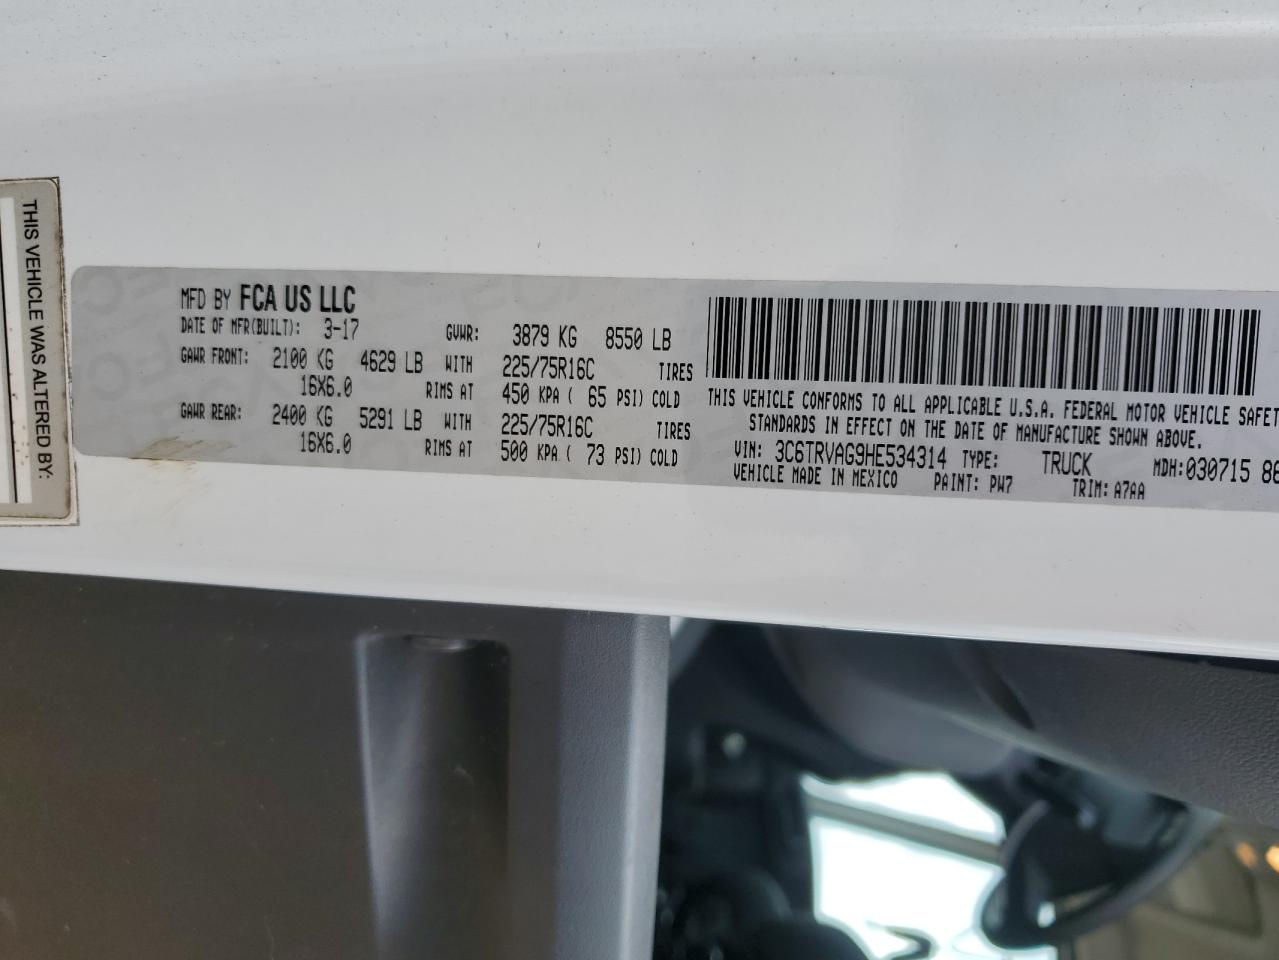 THIS VEHICLE WAS ALTERED BY:
MFD BY FCA US LLC
DATE OF MFR(BUILT): 3-17 GVWR: 3879 KG 8550 LB
GAWR FRONT: 2100 KG 4629 LB WITH 225/75R16C TIRES
16X6.0 RIMS AT 450 KPA ( 65 PSI) COLD
GAWR REAR: 2400 KG 5291 LB WITH 225/75R16C TIRES
16X6.0 RIMS AT 500 KPA ( 73 PSI) COLD
THIS VEHICLE CONFORMS TO ALL APPLICABLE U.S.A. FEDERAL MOTOR VEHICLE SAFET
STANDARDS IN EFFECT ON THE DATE OF MANUFACTURE SHOWN ABOVE.
VIN: 3C6TRVAG9HE534314 TYPE: TRUCK MDH:030715 88
VEHICLE MADE IN MEXICO PAINT: PW7 TRIM: A7AA